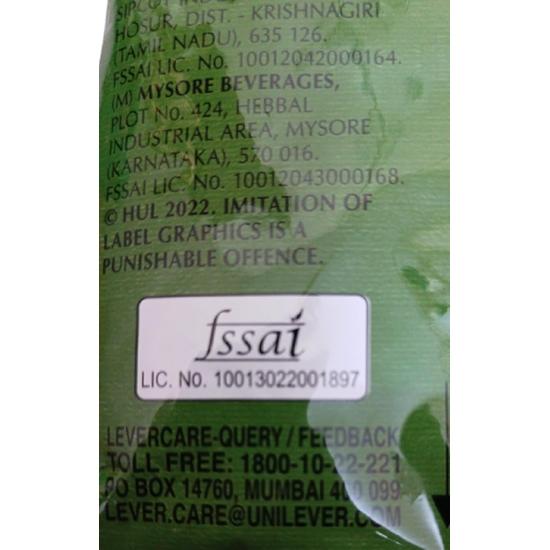 SIPCOT INDL
HOSUR, DIST. - KRISHNAGIRI
(TAMIL NADU), 635 126.
FSSAI LIC. No. 10012042000164.
(M) MYSORE BEVERAGES,
PLOT No. 424, HEBBAL
INDUSTRIAL AREA, MYSORE
(KARNATAKA), 570 016.
FSSAI LIC. No. 10012043000168.
© HUL 2022. IMITATION OF
LABEL GRAPHICS IS A
PUNISHABLE OFFENCE.
fssai
LIC. No. 10013022001897
LEVERCARE-QUERY / FEEDBACK
TOLL FREE: 1800-10-22-221
PO BOX 14760, MUMBAI 400 099
LEVER.CARE@UNILEVER.COM